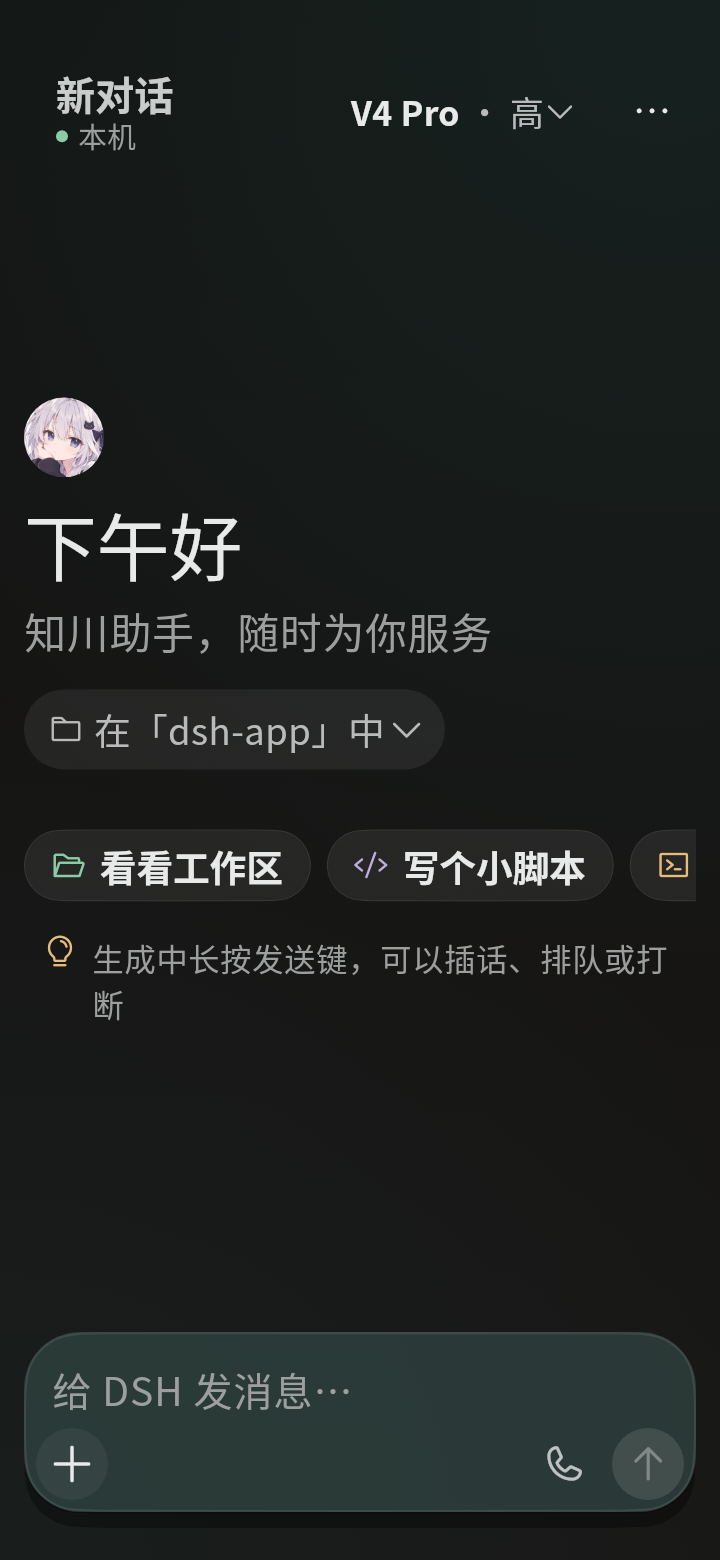 新对话
本机
V4 Pro · 高
下午好
知川助手，随时为你服务
在「dsh-app」中
看看工作区
写个小脚本
生成中长按发送键，可以插话、排队或打
断
给 DSH 发消息…